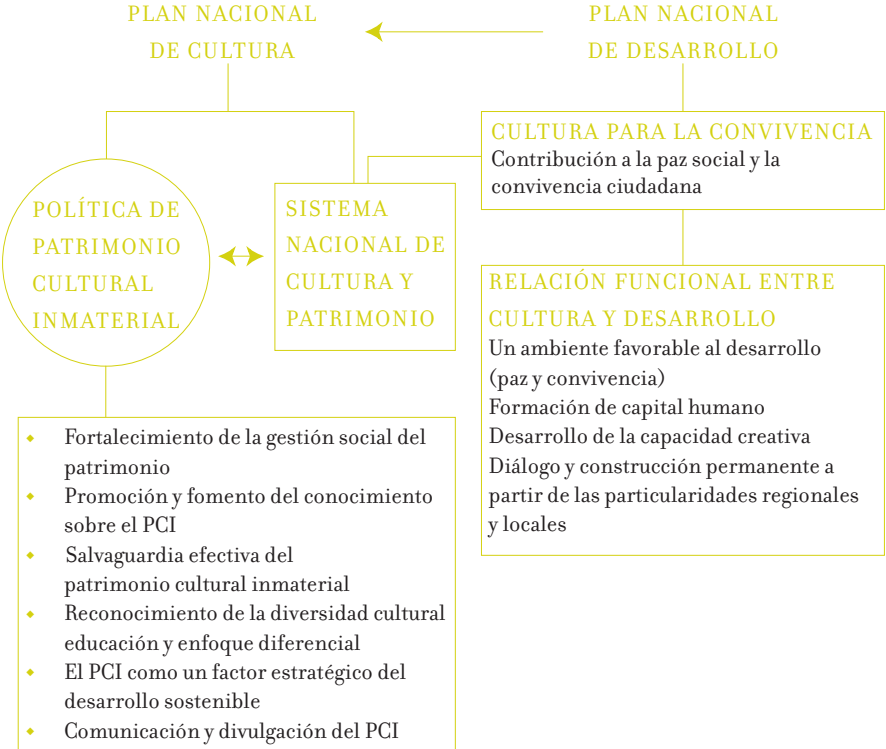 PLAN NACIONAL
DE CULTURA
PLAN NACIONAL
DE DESARROLLO
CULTURA PARA LA CONVIVENCIA
Contribución a la paz social y la
convivencia ciudadana
POLÍTICA DE
PATRIMONIO
CULTURAL
INMATERIAL
SISTEMA
NACIONAL DE
CULTURA Y
PATRIMONIO
RELACIÓN FUNCIONAL ENTRE
CULTURA Y DESARROLLO
Un ambiente favorable al desarrollo
(paz y convivencia)
Formación de capital humano
Desarrollo de la capacidad creativa
Diálogo y construcción permanente a
partir de las particularidades regionales
y locales
Fortalecimiento de la gestión social del
patrimonio
Promoción y fomento del conocimiento
sobre el PCI
Salvaguardia efectiva del
patrimonio cultural inmaterial
Reconocimiento de la diversidad cultural
educación y enfoque diferencial
El PCI como un factor estratégico del
desarrollo sostenible
Comunicación y divulgación del PCI